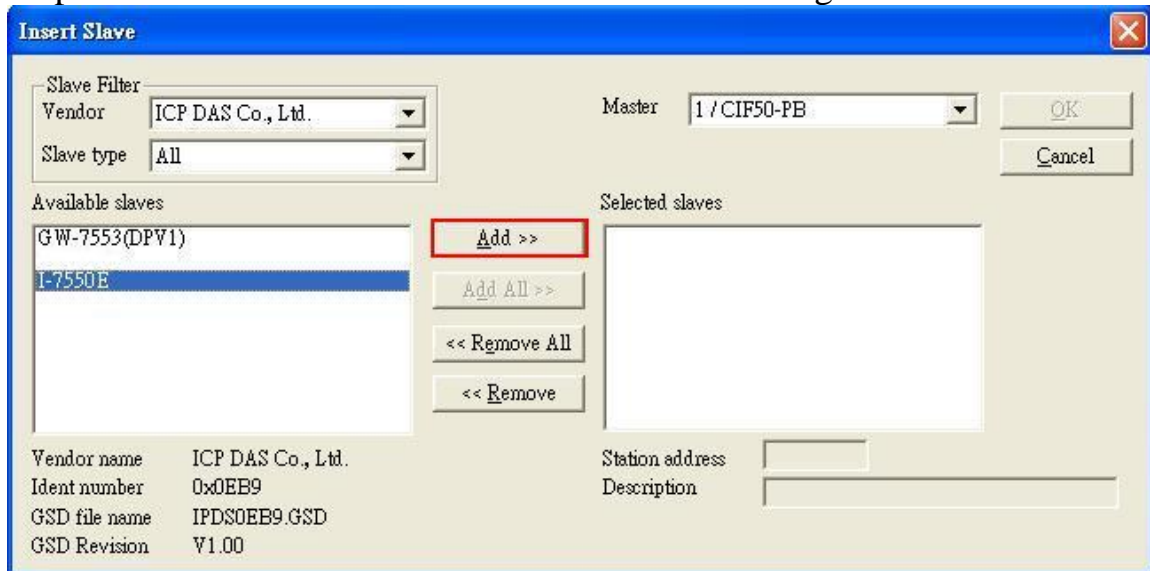 Insert Slave
Slave Filter
Vendor ICP DAS Co., Ltd.
Slave type All
Master 1 / CIF50-PB
OK
Cancel
Available slaves
GW-7553(DPV1)
I-7550E
Add >>
Add All >>
<< Remove All
<< Remove
Selected slaves
Vendor name ICP DAS Co., Ltd.
Ident number 0x0EB9
GSD file name IPDS0EB9.GSD
GSD Revision V1.00
Station address
Description